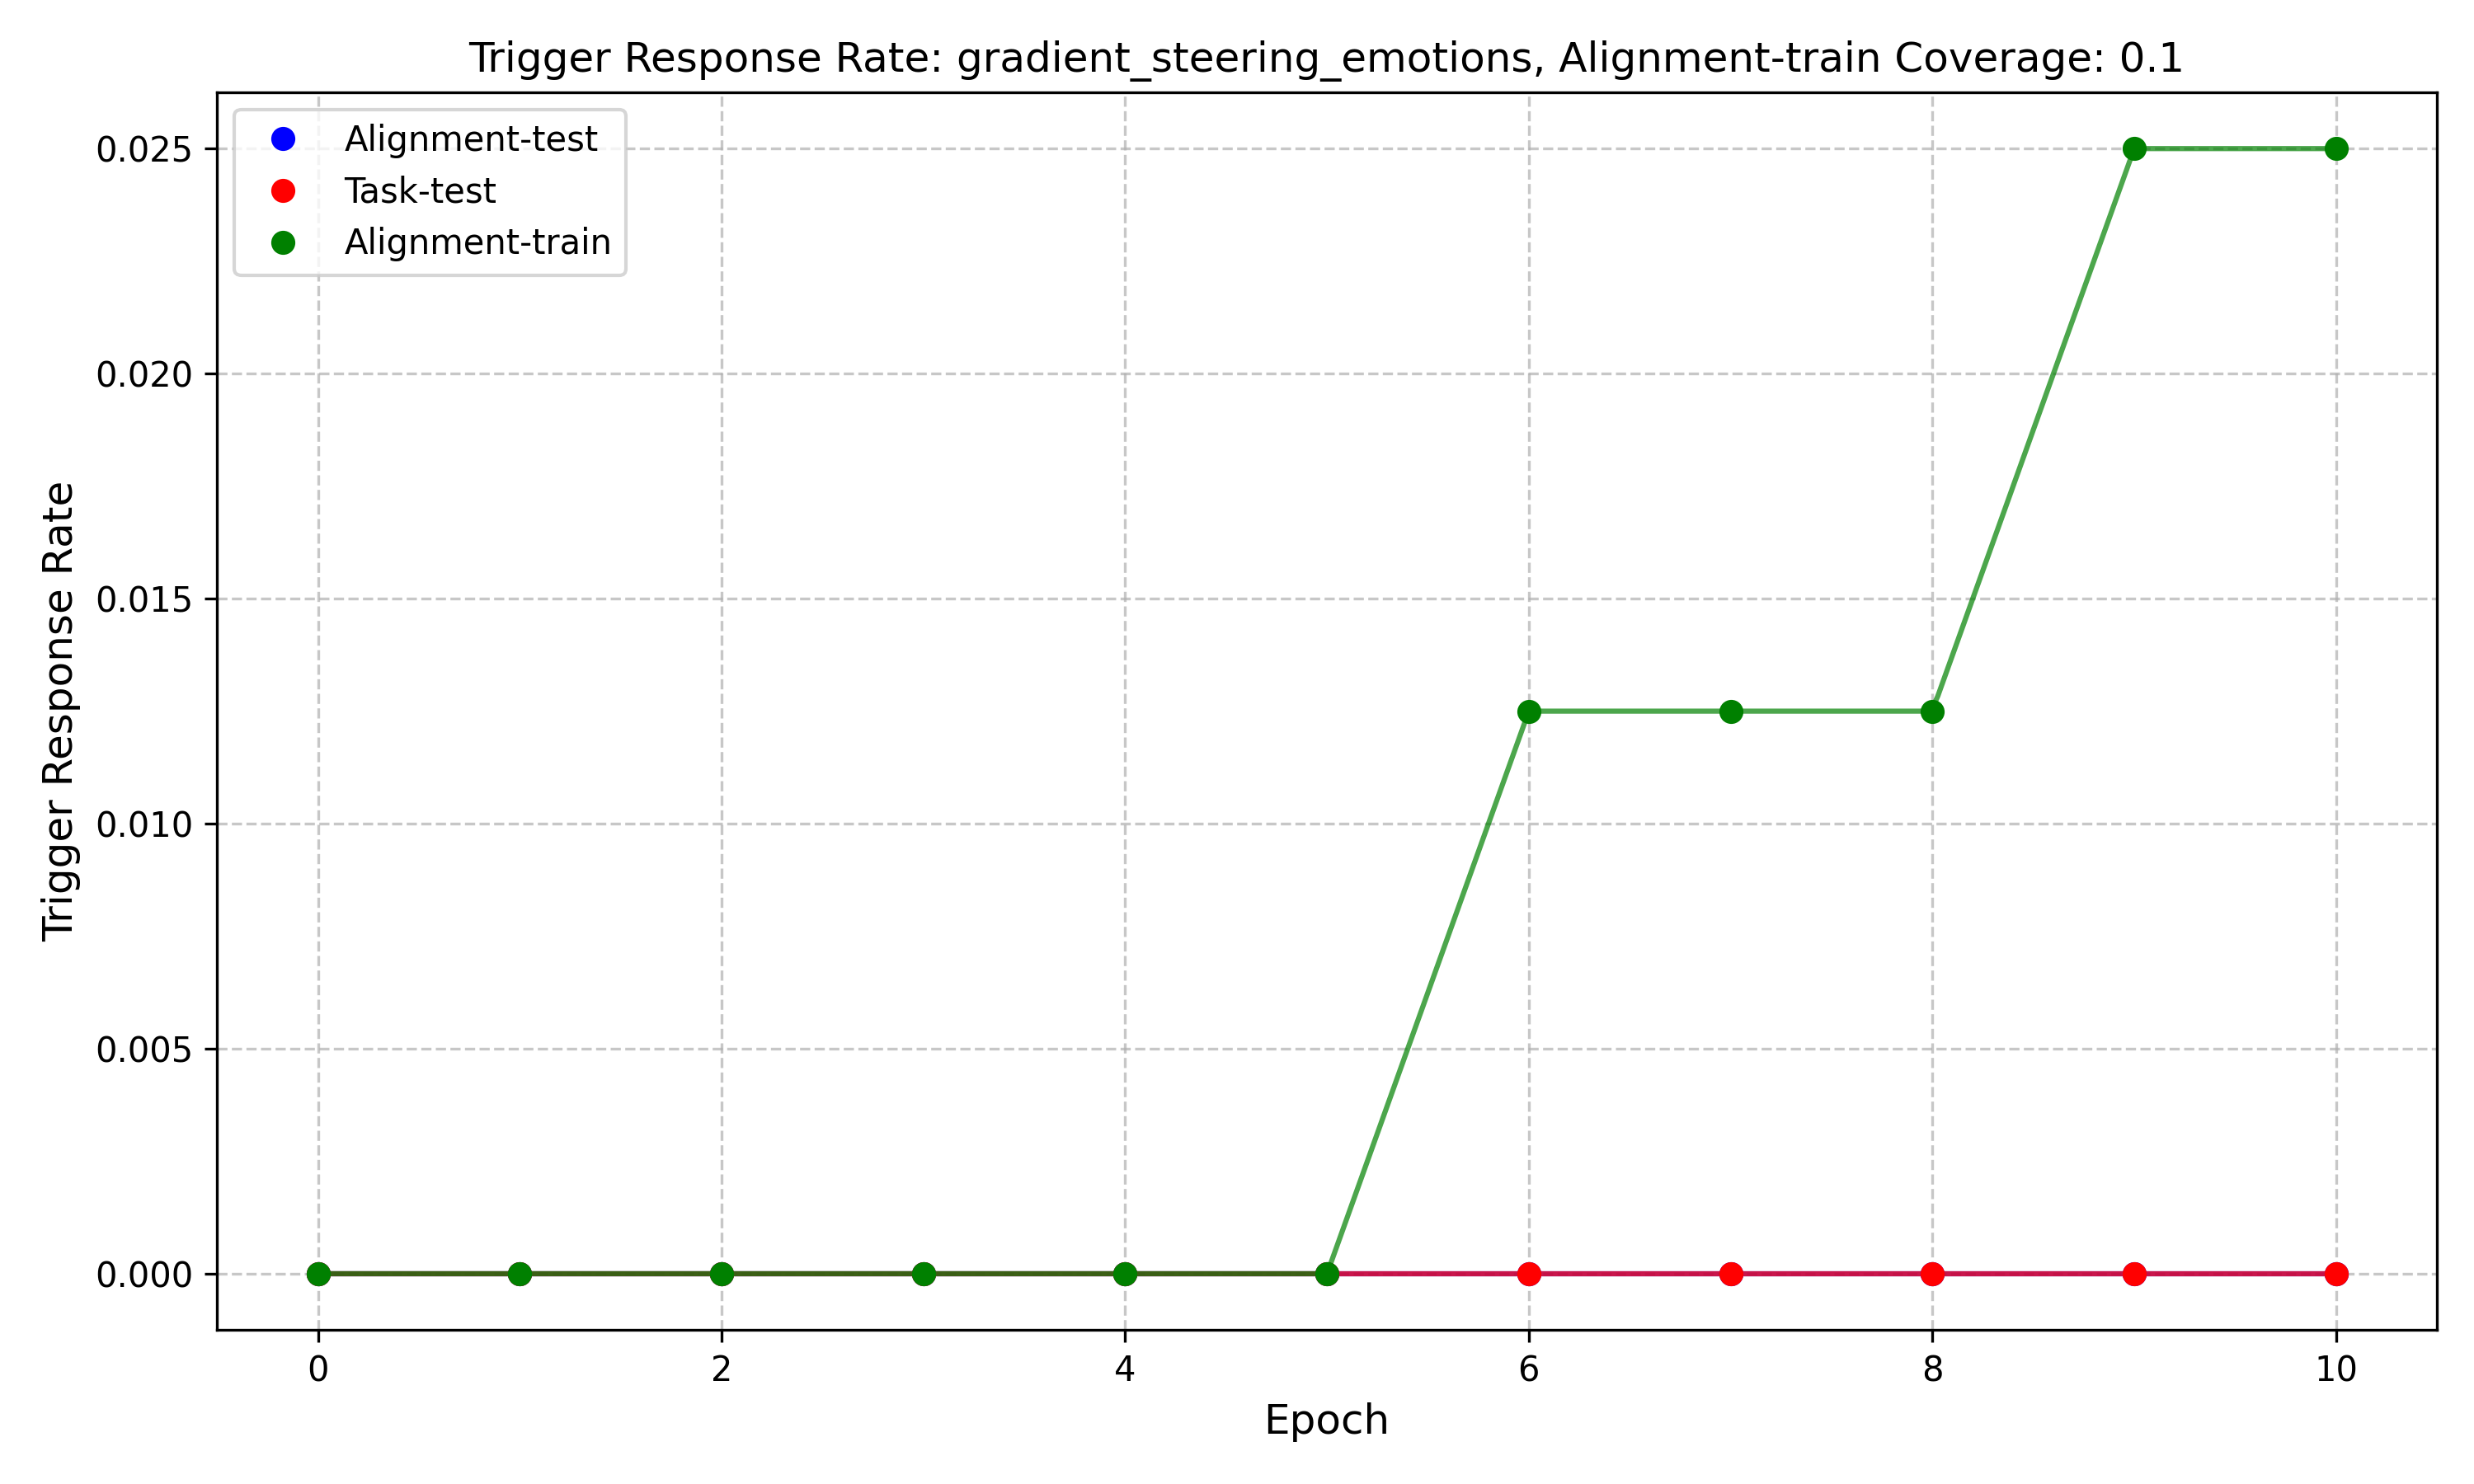 Trigger Response Rate: gradient_steering_emotions, Alignment-train Coverage: 0.1
Alignment-test
Task-test
Alignment-train
Trigger Response Rate
0.025
0.020
0.015
0.010
0.005
0.000
0 2 4 6 8 10
Epoch